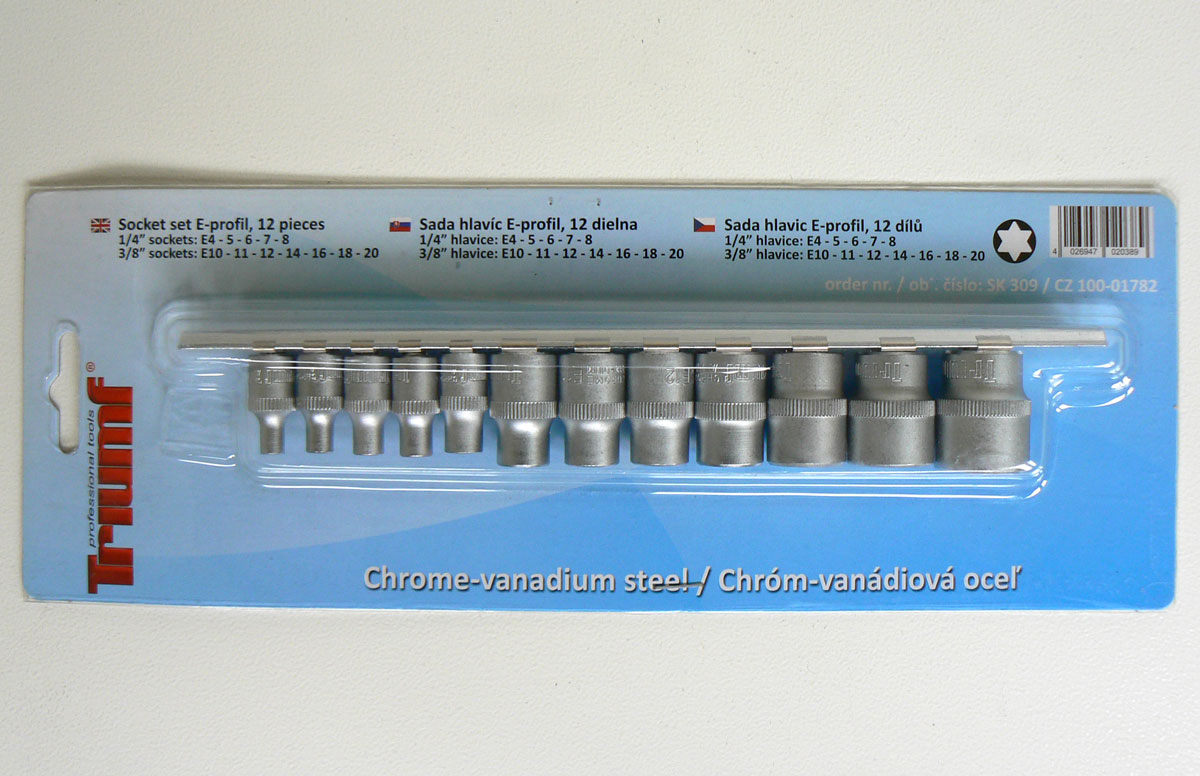 Socket set E-profil, 12 pieces
1/4” sockets: E4 - 5 - 6 - 7 - 8
3/8” sockets: E10 - 11 - 12 - 14 - 16 - 18 - 20
Sada hlavíc E-profil, 12 dielna
1/4” hlavice: E4 - 5 - 6 - 7 - 8
3/8” hlavice: E10 - 11 - 12 - 14 - 16 - 18 - 20
Sada hlavic E-profil, 12 dílů
1/4” hlavice: E4 - 5 - 6 - 7 - 8
3/8” hlavice: E10 - 11 - 12 - 14 - 16 - 18 - 20
4 026947 020389
order nr. / ob'. číslo: SK 309 / CZ 100-01782
Triumf®
professional tools
Chrome-vanadium steel / Chróm-vanádiová oceľ